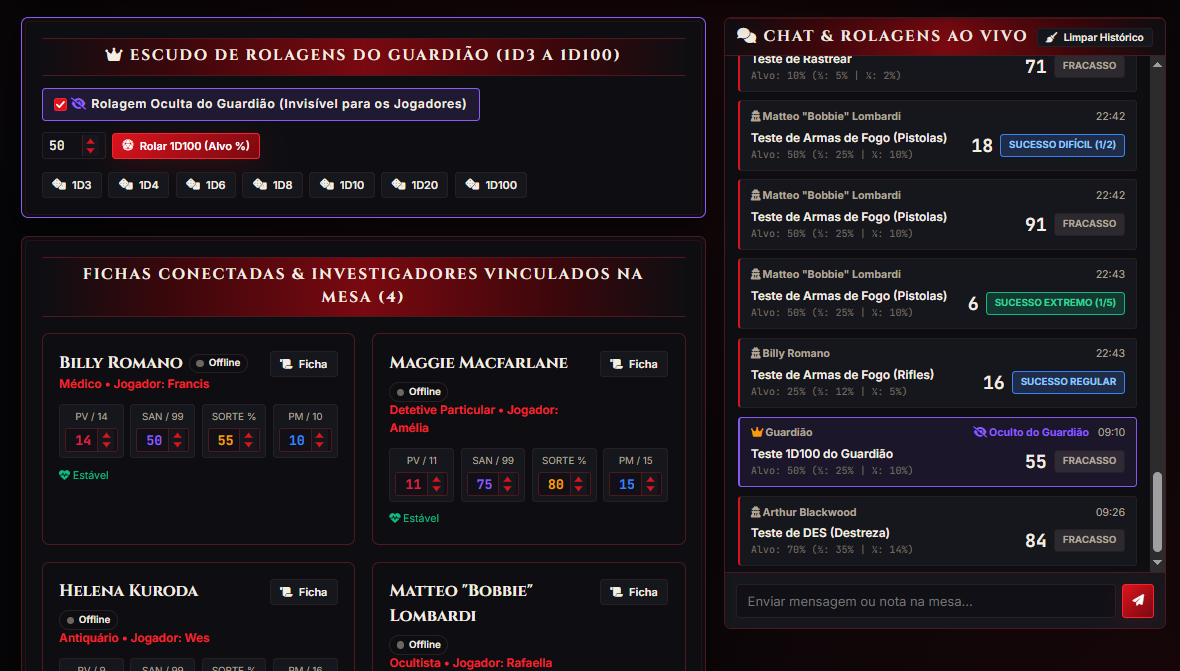 ESCUDO DE ROLAGENS DO GUARDIÃO (1D3 A 1D100)
Rolagem Oculta do Guardião (Invisível para os Jogadores)
50
Rolar 1D100 (Alvo %)
1D3
1D4
1D6
1D8
1D10
1D20
1D100
FICHAS CONECTADAS & INVESTIGADORES VINCULADOS NA
MESA (4)
BILLY ROMANO
Offline
Ficha
Médico • Jogador: Francis
PV / 14
SAN / 99
SORTE %
PM / 10
14
50
55
10
Estável
MAGGIE MACFARLANE
Ficha
Offline
Detetive Particular • Jogador:
Amélia
PV / 11
SAN / 99
SORTE %
PM / 15
11
75
80
15
Estável
HELENA KURODA
Ficha
Offline
Antiquário • Jogador: Wes
PV / 9
SAN / 99
SORTE %
PM / 16
MATTEO "BOBBIE"
LOMBARDI
Ficha
Offline
Ocultista • Jogador: Rafaella
CHAT & ROLAGENS AO VIVO
Limpar Histórico
Teste de Rastrear
Alvo: 10% (½: 5% | ⅕: 2%)
71
FRACASSO
Matteo "Bobbie" Lombardi
22:42
Teste de Armas de Fogo (Pistolas)
Alvo: 50% (½: 25% | ⅕: 10%)
18
SUCESSO DIFÍCIL (1/2)
Matteo "Bobbie" Lombardi
22:42
Teste de Armas de Fogo (Pistolas)
Alvo: 50% (½: 25% | ⅕: 10%)
91
FRACASSO
Matteo "Bobbie" Lombardi
22:43
Teste de Armas de Fogo (Pistolas)
Alvo: 50% (½: 25% | ⅕: 10%)
6
SUCESSO EXTREMO (1/5)
Billy Romano
22:43
Teste de Armas de Fogo (Rifles)
Alvo: 25% (½: 12% | ⅕: 5%)
16
SUCESSO REGULAR
Guardião
Oculto do Guardião
09:10
Teste 1D100 do Guardião
Alvo: 50% (½: 25% | ⅕: 10%)
55
FRACASSO
Arthur Blackwood
09:26
Teste de DES (Destreza)
Alvo: 70% (½: 35% | ⅕: 14%)
84
FRACASSO
Enviar mensagem ou nota na mesa...